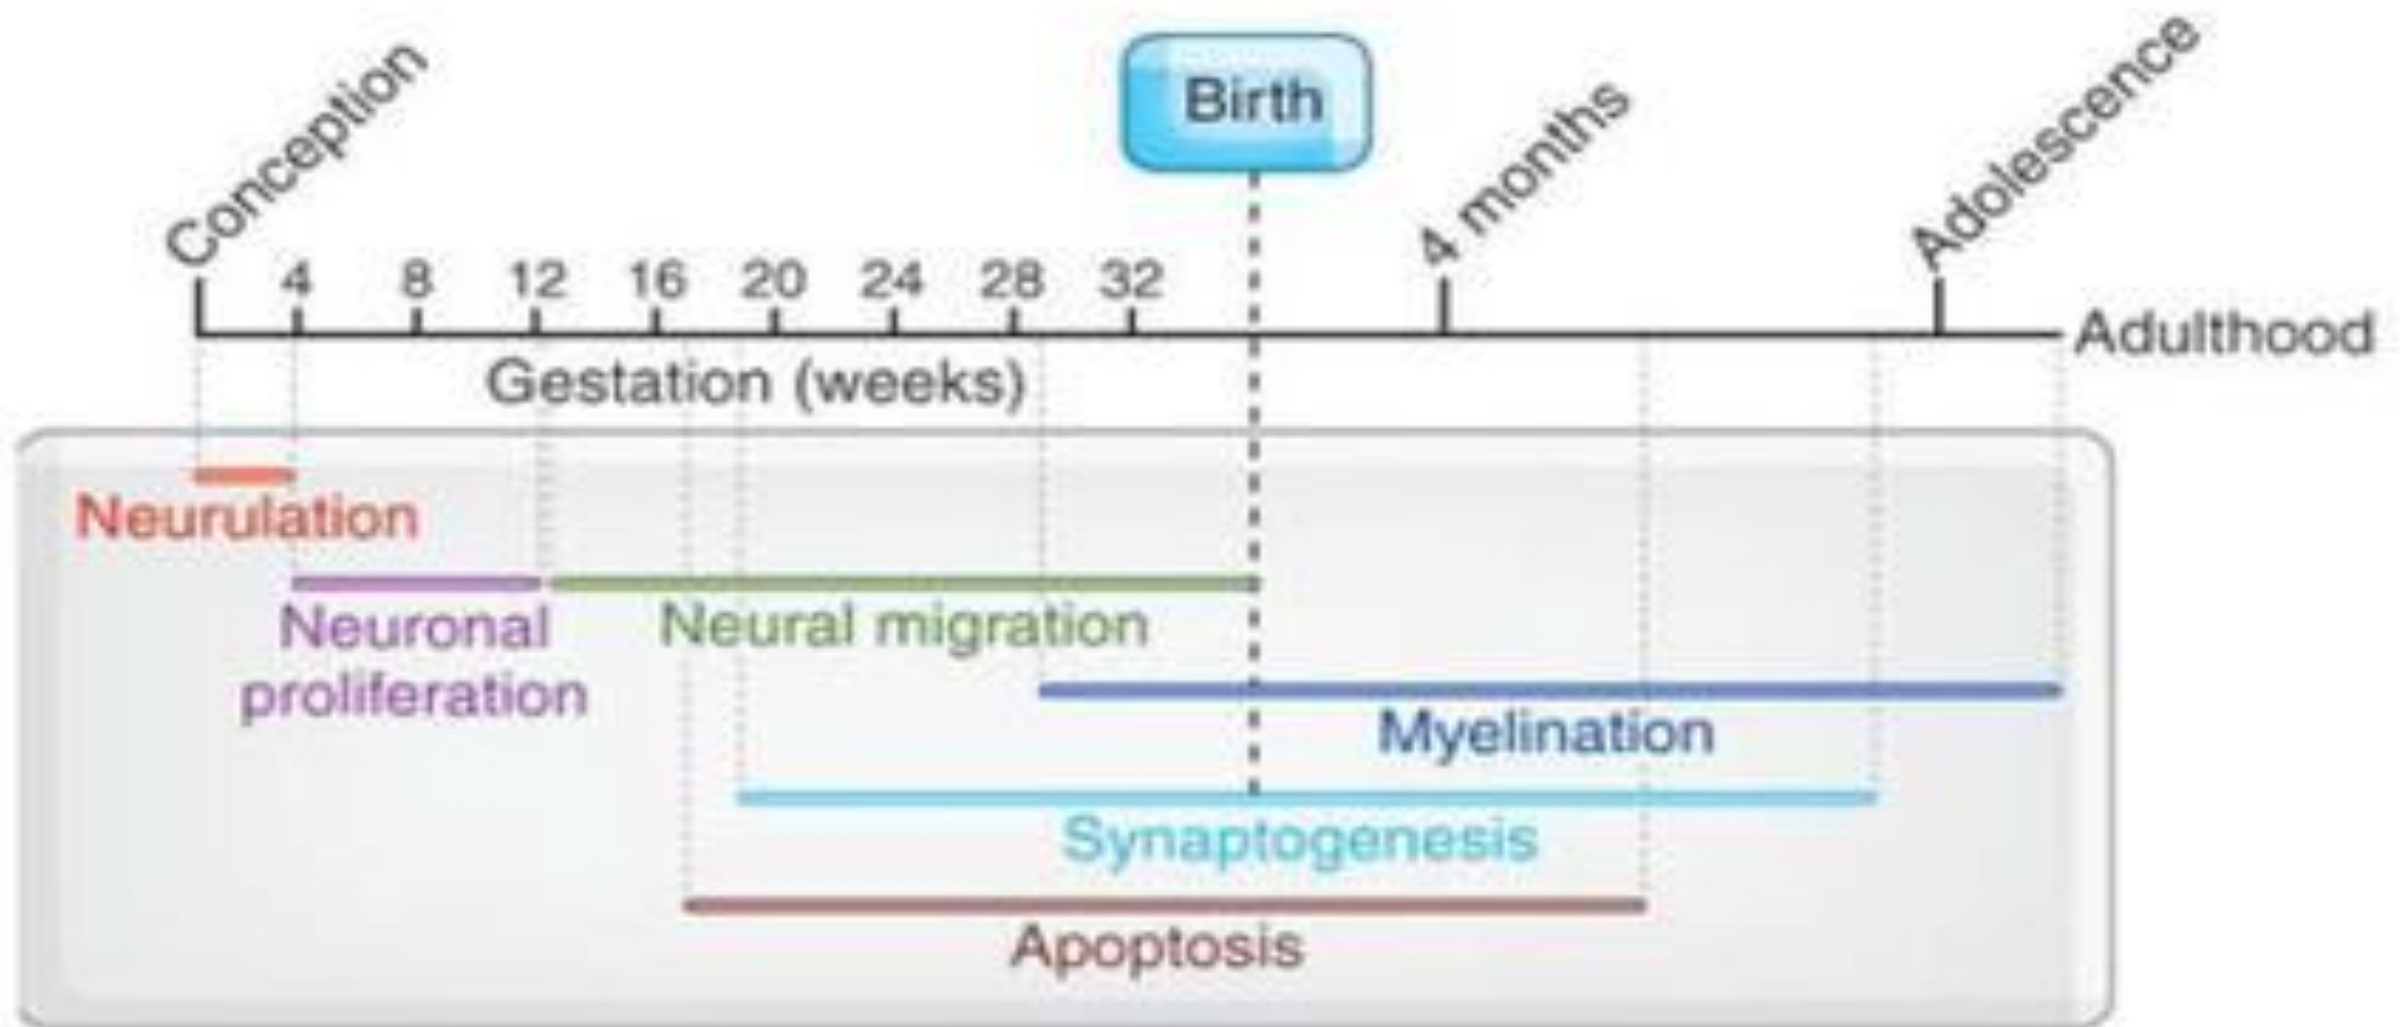 Conception
Birth
4 months
Adolescence
4 8 12 16 20 24 28 32
Adulthood
Gestation (weeks)
Neurulation
Neuronal
proliferation
Neural migration
Myelination
Synaptogenesis
Apoptosis